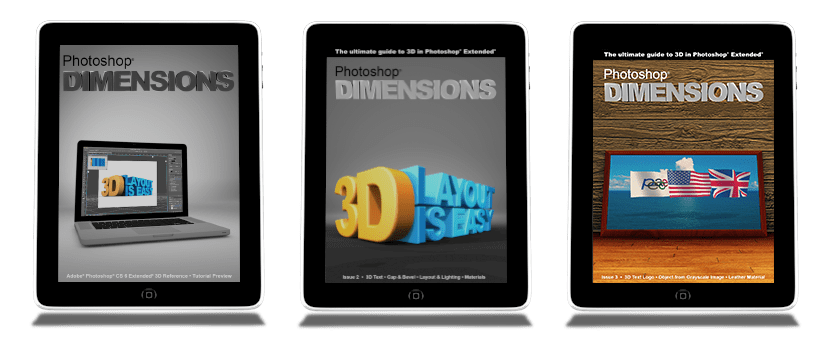 Photoshop®
DIMENSIONS
3D LAYOUT
IS EASY
Adobe® Photoshop® CS 5 Extended® 3D Reference • Tutorial Preview
The ultimate guide to 3D in Photoshop® Extended®
Photoshop®
DIMENSIONS
3D LAYOUT
IS EASY
Issue 2 • 3D Text • Cap & Bevel • Layout & Lighting • Materials
The ultimate guide to 3D in Photoshop® Extended®
Photoshop®
DIMENSIONS
Issue 3 • 3D Text Logo • Object from Grayscale Image • Leather Material